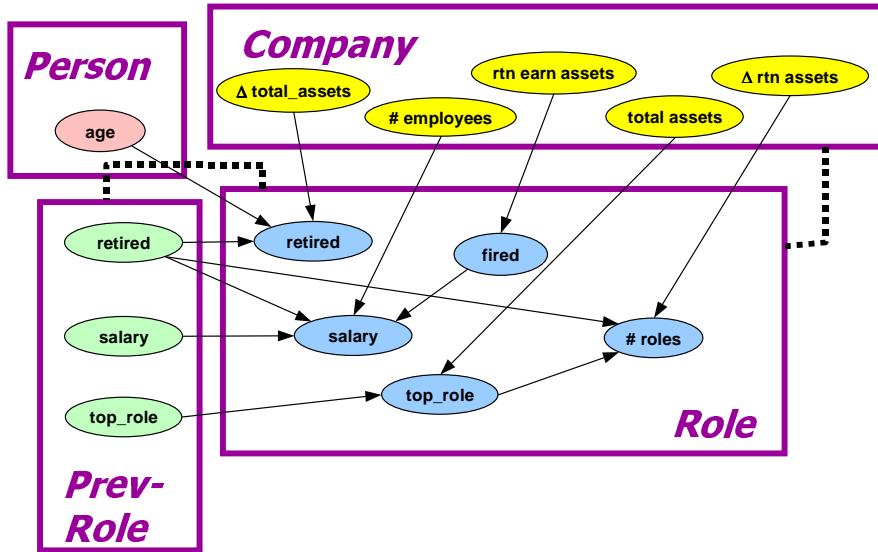 Person
Company
age
Δ total_assets
# employees
rtn earn assets
total assets
Δ rtn assets
retired
salary
top_role
Prev-
Role
retired
fired
salary
# roles
top_role
Role